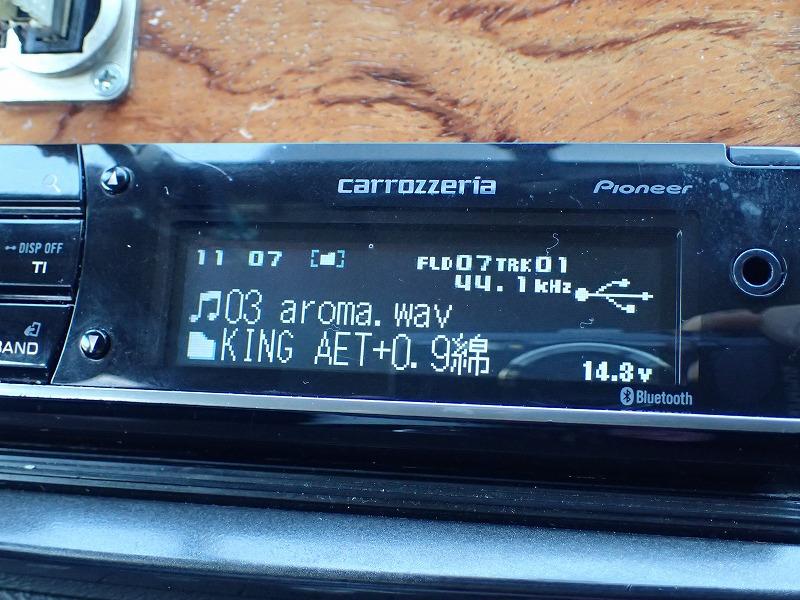 carrozzeria
Pioneer
DISP OFF
TI
BAND
11 07
FLD07TRK01
44.1kHz
03 aroma.wav
KING AET+0.9綿
14.3v
Bluetooth